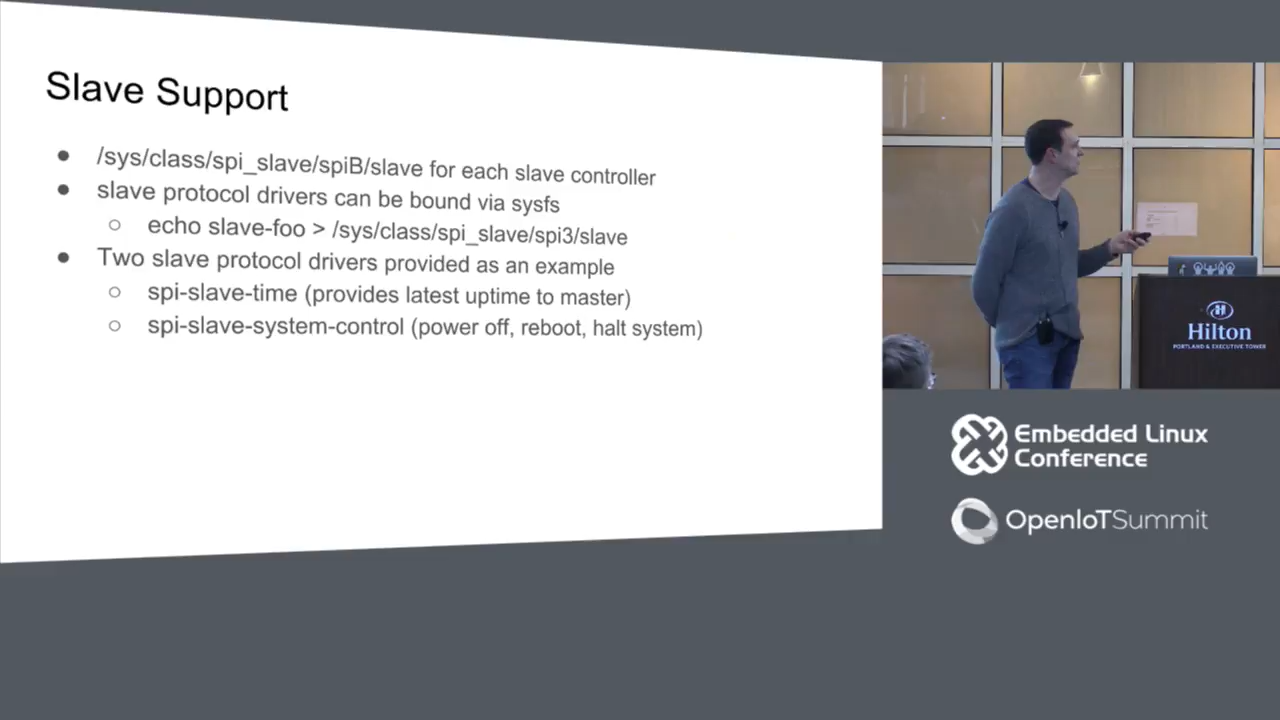 Slave Support
● /sys/class/spi_slave/spiB/slave for each slave controller
● slave protocol drivers can be bound via sysfs
○ echo slave-foo > /sys/class/spi_slave/spi3/slave
● Two slave protocol drivers provided as an example
○ spi-slave-time (provides latest uptime to master)
○ spi-slave-system-control (power off, reboot, halt system)
Hilton
PORTLAND & EXECUTIVE TOWER
Embedded Linux
Conference
OpenIoTSummit